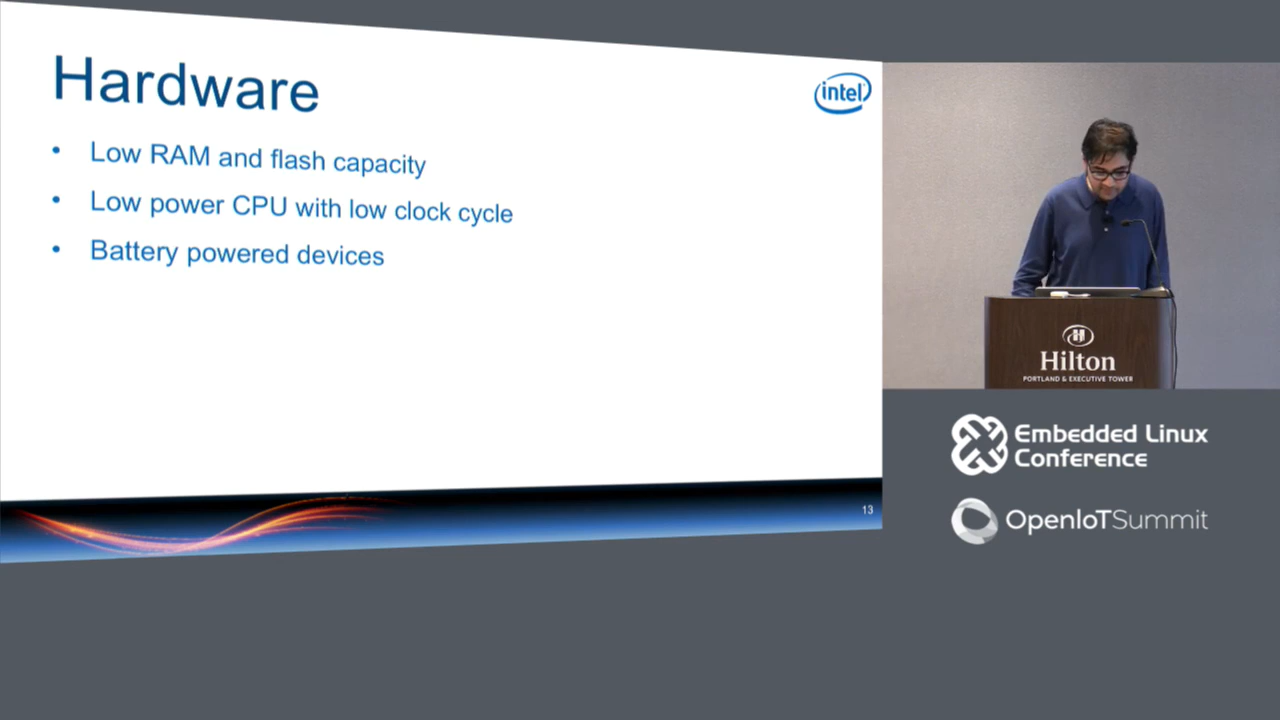 Hardware
intel
• Low RAM and flash capacity
• Low power CPU with low clock cycle
• Battery powered devices
13
H
Hilton
PORTLAND & EXECUTIVE TOWER
Embedded Linux
Conference
OpenIoTSummit